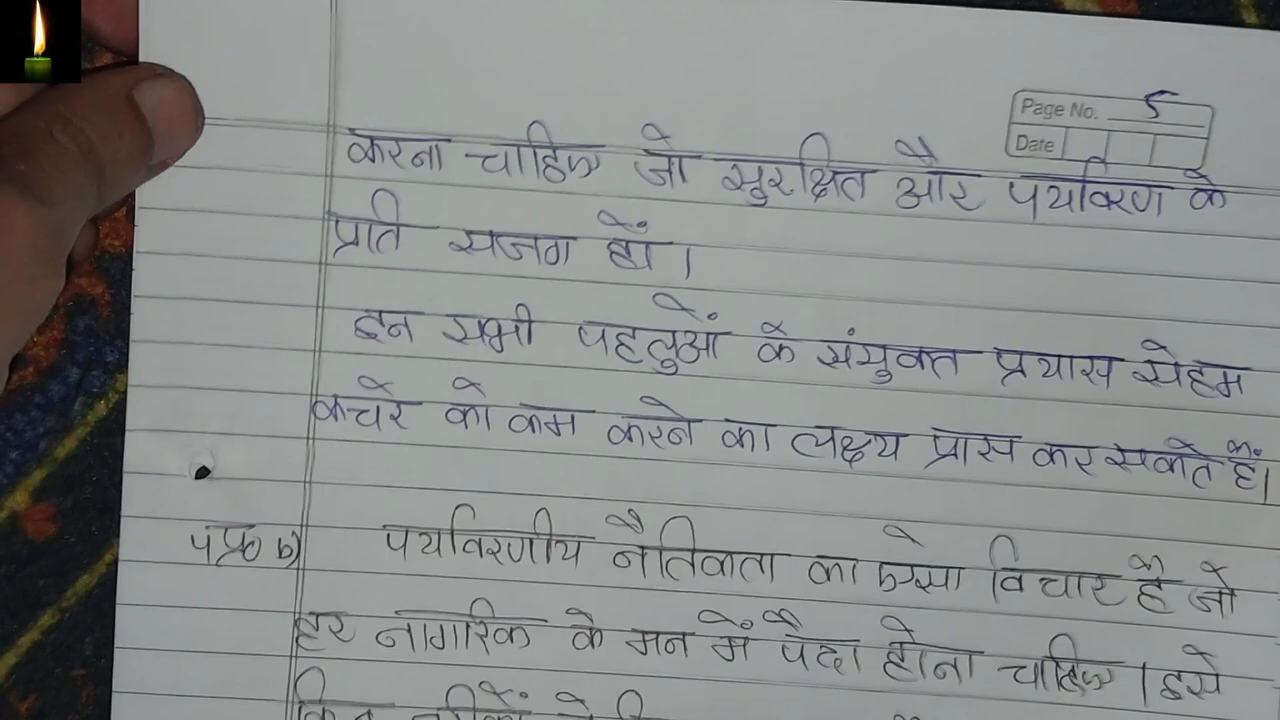 Page No. 5
Date
करना चाहिए जो सुरक्षित और पर्यावरण के
प्रति सजग हों।
इन सभी पहलुओं के संयुक्त प्रयास से हम
कचरे को कम करने का लक्ष्य प्राप्त कर सकते हैं।
पर्यावरणीय नैतिकता का ऐसा विचार है जो
हर नागरिक के मन में पैदा होना चाहिए। इसे